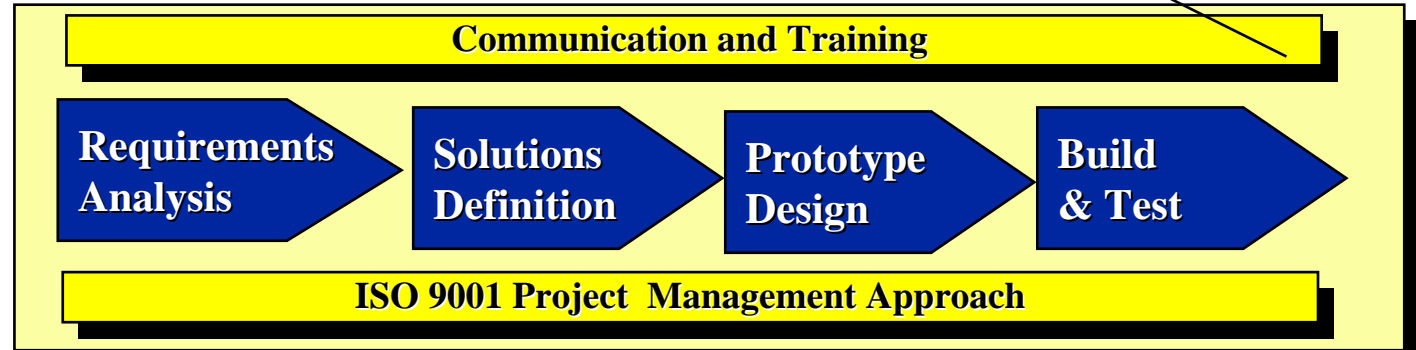 Communication and Training
Requirements
Analysis
Solutions
Definition
Prototype
Design
Build
& Test
ISO 9001 Project Management Approach